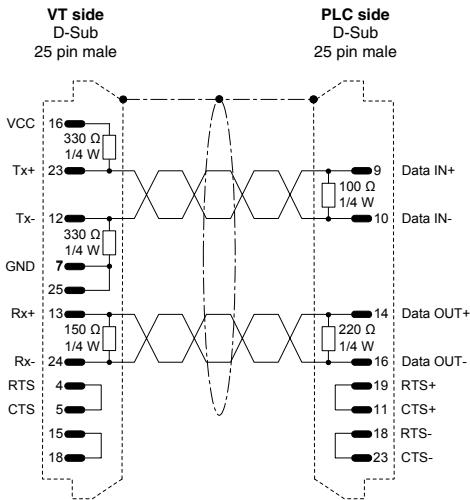 VT side PLC side
D-Sub D-Sub
25 pin male 25 pin male
VCC 16
330 Ω
1/4 W
Tx+ 23 9 Data IN+
100 Ω
1/4 W
Tx- 12 10 Data IN-
330 Ω
1/4 W
GND 7
25
Rx+ 13 14 Data OUT+
150 Ω 220 Ω
1/4 W 1/4 W
Rx- 24 16 Data OUT-
RTS 4 19 RTS+
CTS 5 11 CTS+
15 18 RTS-
18 23 CTS-